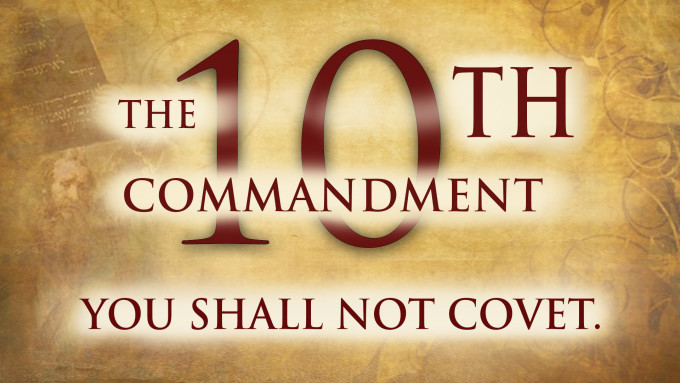 THE 10TH
COMMANDMENT
YOU SHALL NOT COVET.